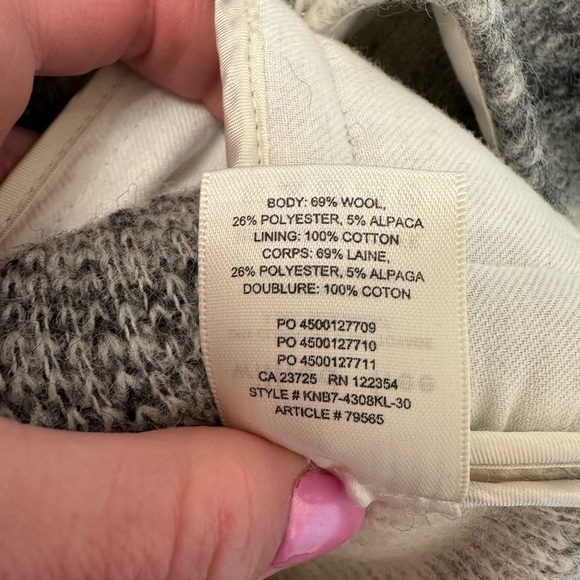 BODY: 69% WOOL,
26% POLYESTER, 5% ALPACA
LINING: 100% COTTON
CORPS: 69% LAINE,
26% POLYESTER, 5% ALPAGA
DOUBLURE: 100% COTON
PO 4500127709
PO 4500127710
PO 4500127711
CA 23725 RN 122354
STYLE # KNB7-4308KL-30
ARTICLE # 79565